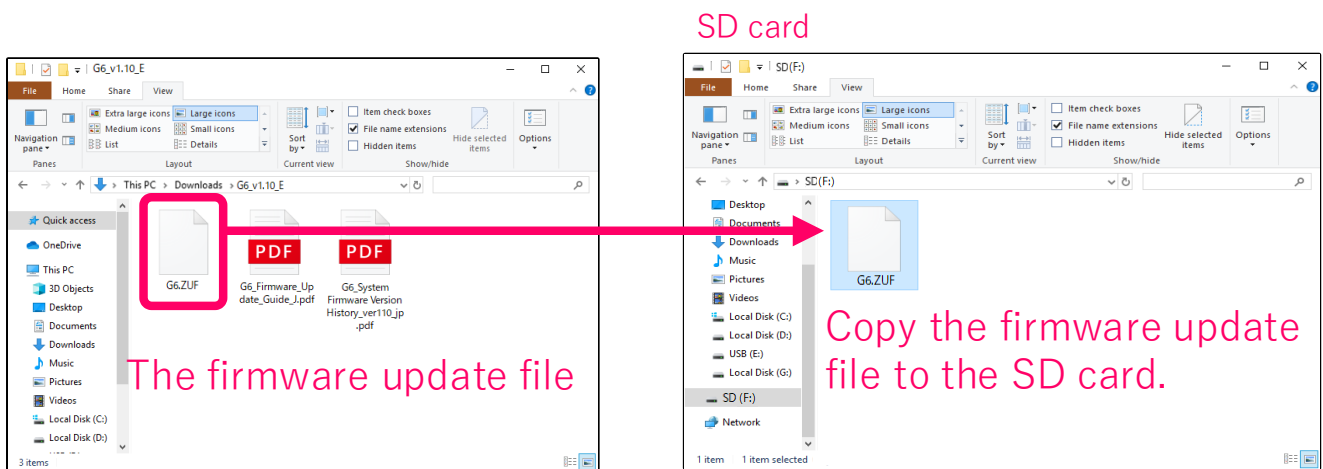 SD card
G6_v1.10_E
File Home Share View
Navigation pane
Extra large icons Large icons
Medium icons Small icons
List Details
Sort by
Item check boxes
File name extensions
Hidden items
Hide selected items
Options
Panes Layout Current view Show/hide
This PC > Downloads > G6_v1.10_E
Quick access
OneDrive
This PC
3D Objects
Desktop
Documents
Downloads
Music
Pictures
Videos
Local Disk (C:)
Local Disk (D:)
G6.ZUF
PDF
G6_Firmware_Up
date_Guide_J.pdf
PDF
G6_System
Firmware Version
History_ver110_jp
.pdf
The firmware update file
3 items
SD(F:)
File Home Share View
Navigation pane
Extra large icons Large icons
Medium icons Small icons
List Details
Sort by
Item check boxes
File name extensions
Hidden items
Hide selected items
Options
Panes Layout Current view Show/hide
> SD(F:)
Desktop
Documents
Downloads
Music
Pictures
Videos
Local Disk (C:)
Local Disk (D:)
USB (E:)
Local Disk (G:)
SD (F:)
Network
G6.ZUF
Copy the firmware update
file to the SD card.
1 item 1 item selected